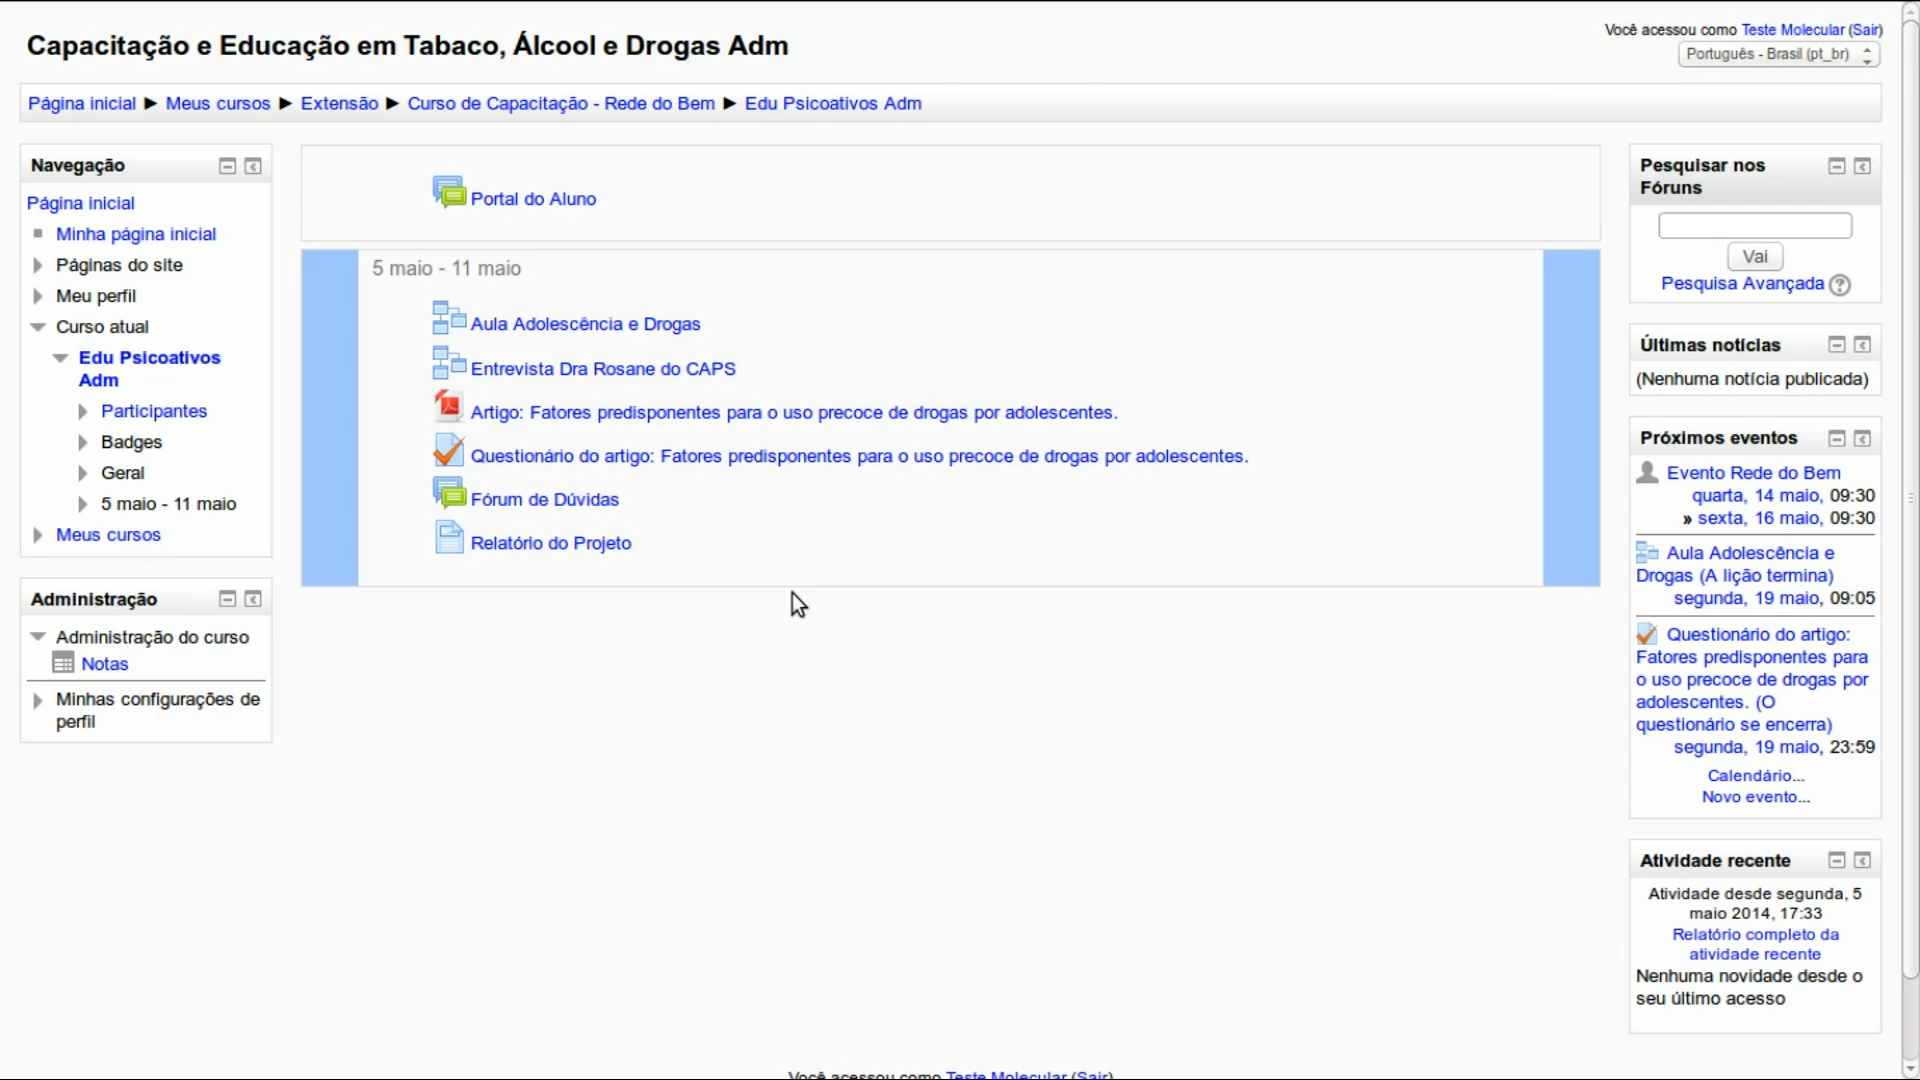 Capacitação e Educação em Tabaco, Álcool e Drogas Adm
Você acessou como Teste Molecular (Sair)
Português - Brasil (pt_br)
Página inicial ► Meus cursos ► Extensão ► Curso de Capacitação - Rede do Bem ► Edu Psicoativos Adm
Navegação
Página inicial
Minha página inicial
Páginas do site
Meu perfil
Curso atual
Edu Psicoativos
Adm
Participantes
Badges
Geral
5 maio - 11 maio
Meus cursos
Administração
Administração do curso
Notas
Minhas configurações de
perfil
Portal do Aluno
5 maio - 11 maio
Aula Adolescência e Drogas
Entrevista Dra Rosane do CAPS
Artigo: Fatores predisponentes para o uso precoce de drogas por adolescentes.
Questionário do artigo: Fatores predisponentes para o uso precoce de drogas por adolescentes.
Fórum de Dúvidas
Relatório do Projeto
Pesquisar nos
Fóruns
Vai
Pesquisa Avançada
Últimas notícias
(Nenhuma notícia publicada)
Próximos eventos
Evento Rede do Bem
quarta, 14 maio, 09:30
» sexta, 16 maio, 09:30
Aula Adolescência e
Drogas (A lição termina)
segunda, 19 maio, 09:05
Questionário do artigo:
Fatores predisponentes para
o uso precoce de drogas por
adolescentes. (O
questionário se encerra)
segunda, 19 maio, 23:59
Calendário...
Novo evento...
Atividade recente
Atividade desde segunda, 5
maio 2014, 17:33
Relatório completo da
atividade recente
Nenhuma novidade desde o
seu último acesso
Você acessou como Teste Molecular (Sair)